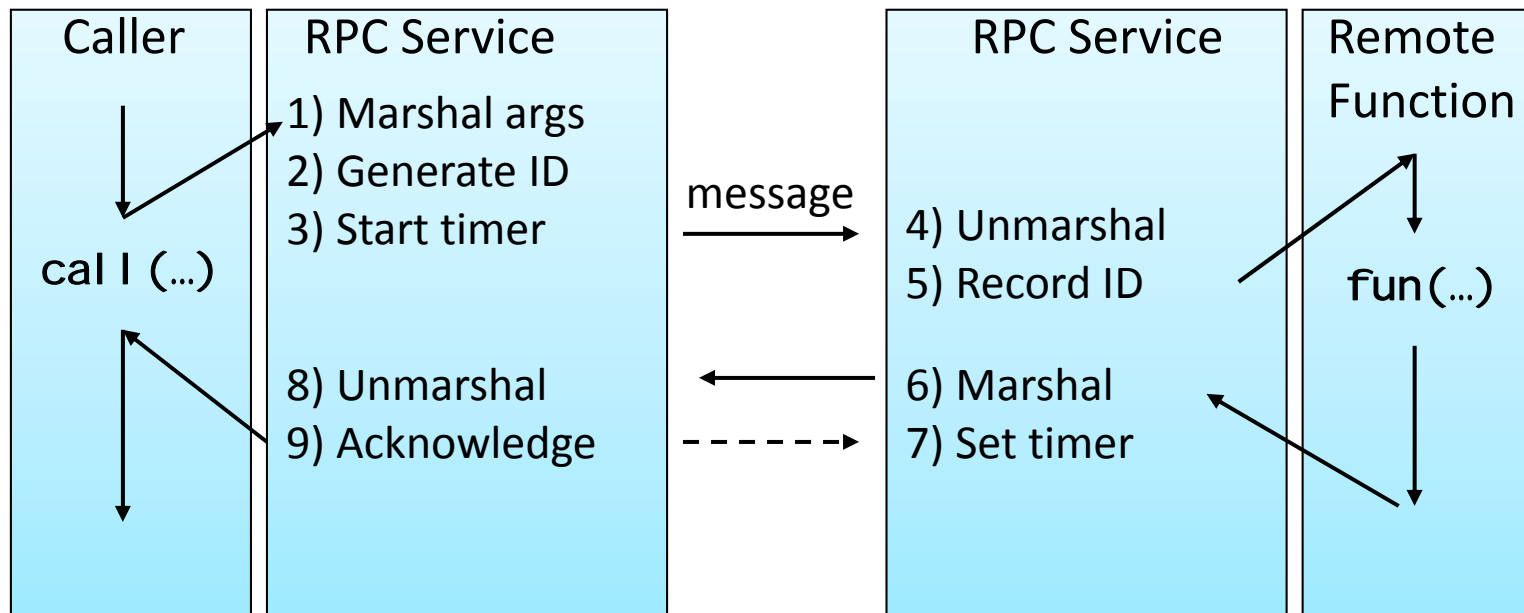 Caller
call(…)
RPC Service
1) Marshal args
2) Generate ID
3) Start timer
8) Unmarshal
9) Acknowledge
message
RPC Service
4) Unmarshal
5) Record ID
6) Marshal
7) Set timer
Remote
Function
fun(…)